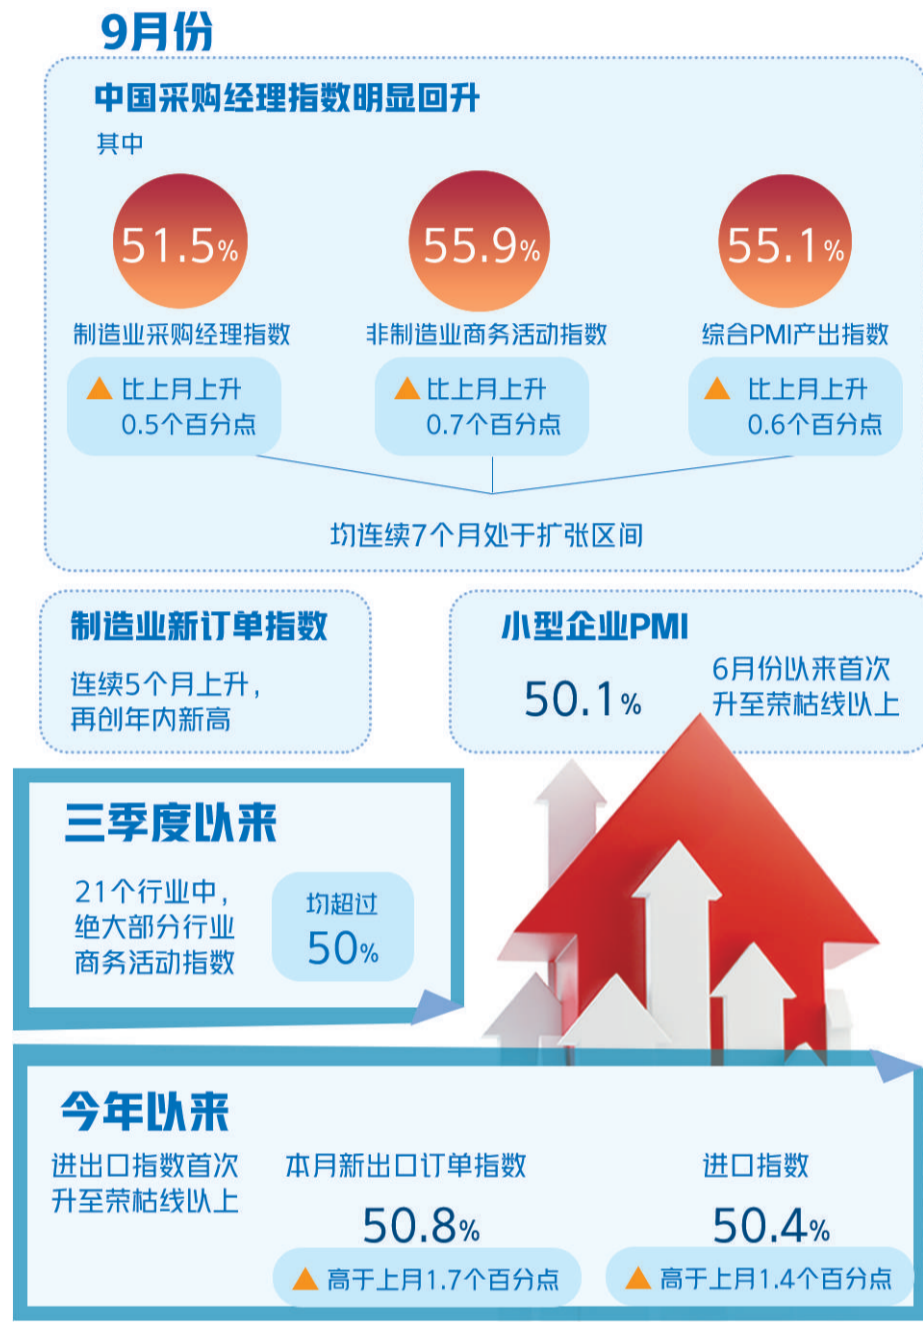 9月份
中国采购经理指数明显回升
其中
51.5%
55.9%
55.1%
制造业采购经理指数
非制造业商务活动指数
综合PMI产出指数
比上月上升
0.5个百分点
比上月上升
0.7个百分点
比上月上升
0.6个百分点
均连续7个月处于扩张区间
制造业新订单指数
连续5个月上升，
再创年内新高
小型企业PMI
50.1%
6月份以来首次
升至荣枯线以上
三季度以来
21个行业中，
绝大部分行业
商务活动指数
均超过
50%
今年以来
进出口指数首次
升至荣枯线以上
本月新出口订单指数
50.8%
高于上月1.7个百分点
进口指数
50.4%
高于上月1.4个百分点